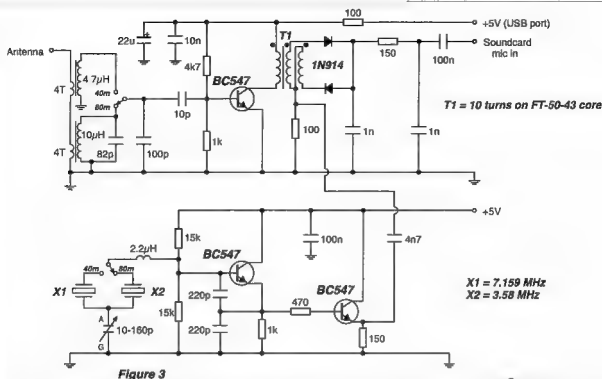 100
+5V (USB port)
T1
Antenna
22u
+
10n
Soundcard
mic in
4k7
1N914
150
100n
4T
4.7µH
40m
80m
BC547
10p
T1 = 10 turns on FT-50-43 core
10µH
4T
82p
100p
1k
100
1n
1n
+5V
2.2µH
15k
100n
4n7
BC547
40m
80m
X1
X2
220p
BC547
X1 = 7.159 MHz
X2 = 3.58 MHz
470
15k
220p
1k
150
A
10-160p
G
Figure 3